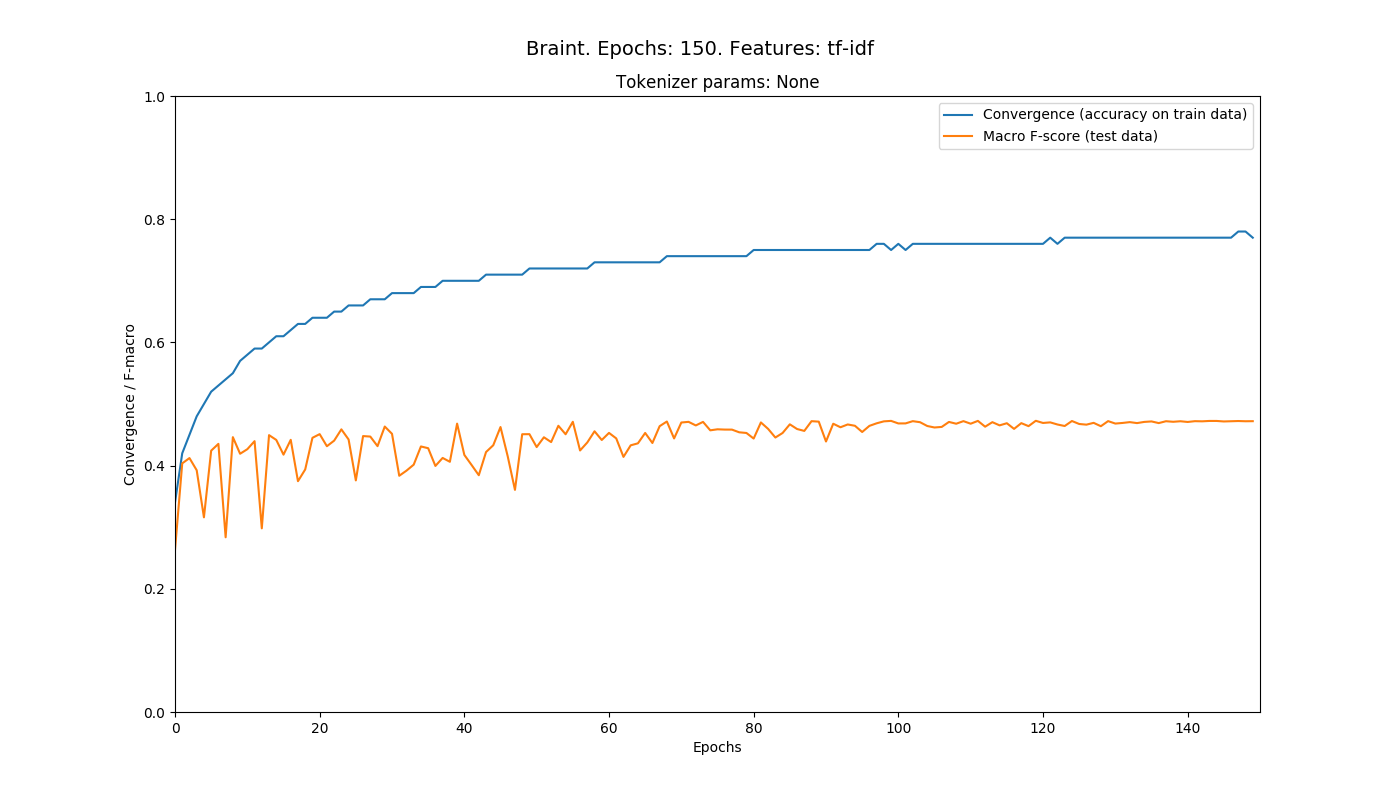 Braint. Epochs: 150. Features: tf-idf
Tokenizer params: None
1.0
0.8
0.6
0.4
0.2
0.0
Convergence / F-macro
Convergence (accuracy on train data)
Macro F-score (test data)
0 20 40 60 80 100 120 140
Epochs